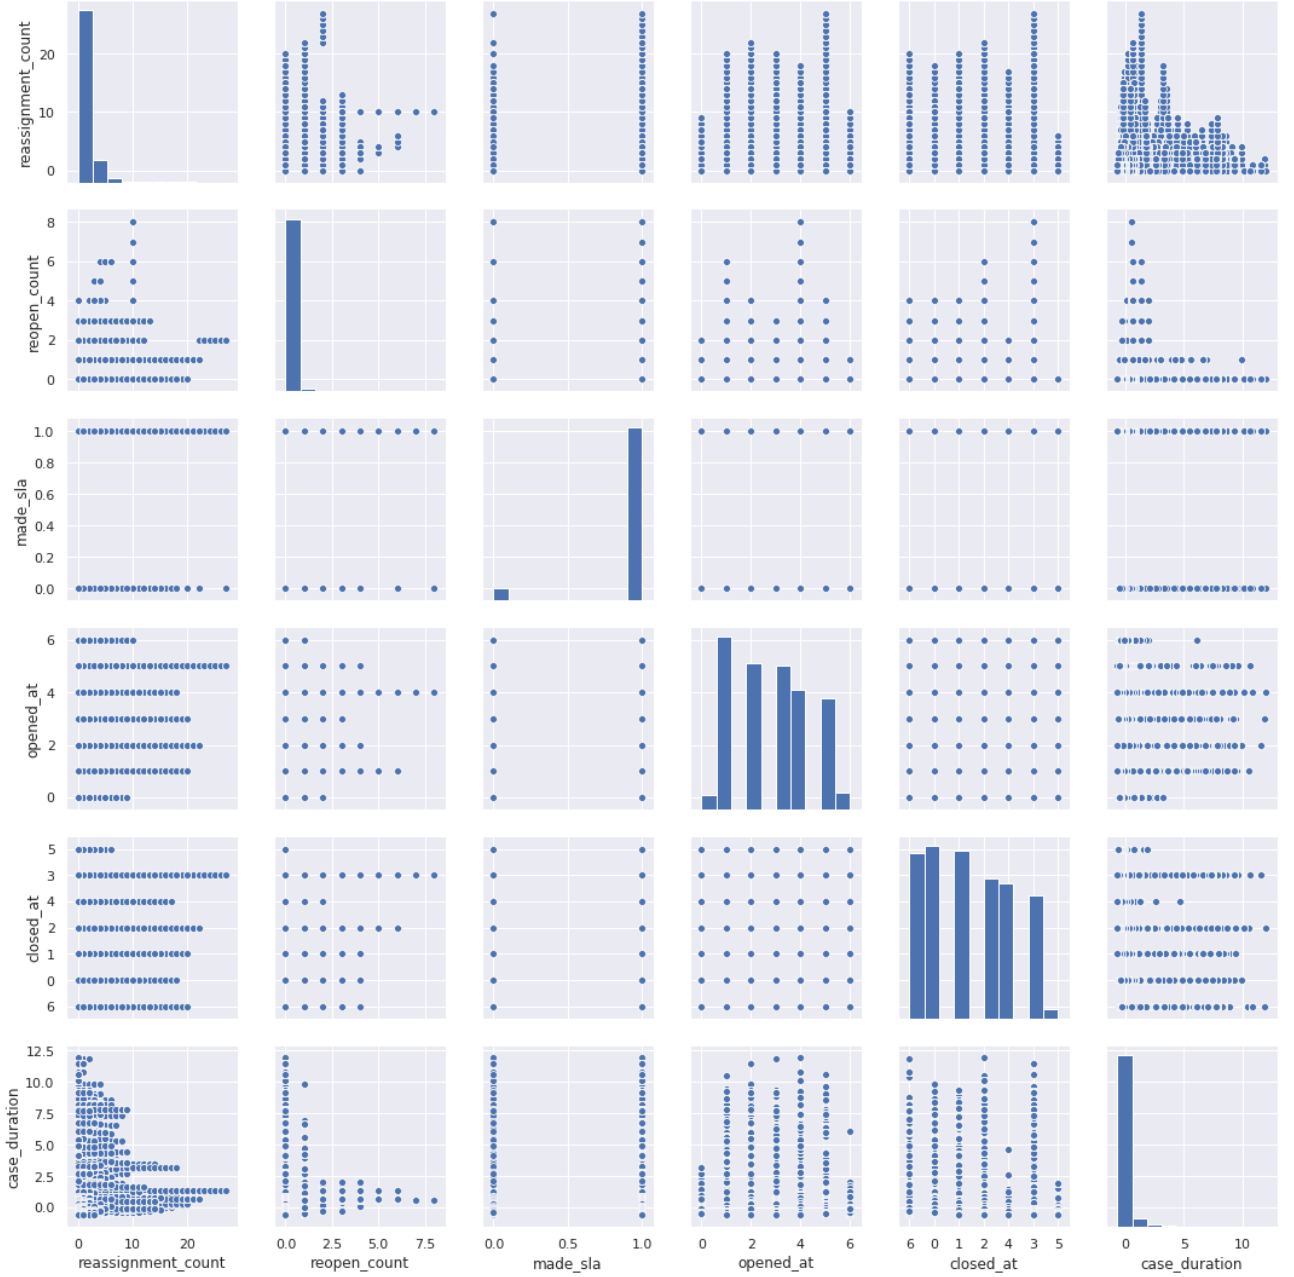 reassignment_count
20
10
0
reopen_count
8
6
4
2
0
made_sla
1.0
0.8
0.6
0.4
0.2
0.0
opened_at
6
4
2
0
closed_at
5
3
4
2
1
0
6
case_duration
12.5
10.0
7.5
5.0
2.5
0.0
0 10 20
0.0 2.5 5.0 7.5
0.0 0.5 1.0
0 2 4 6
6 0 1 2 4 3 5
0 5 10
reassignment_count reopen_count made_sla opened_at closed_at case_duration